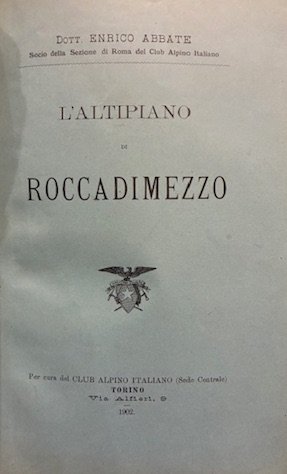 DOTT. ENRICO ABBATE
Socio della Sezione di Roma del Club Alpino Italiano
L'ALTIPIANO
DI
ROCCADIMEZZO
Per cura del CLUB ALPINO ITALIANO (Sede Centrale)
TORINO
Via Alfieri, 9
1902.